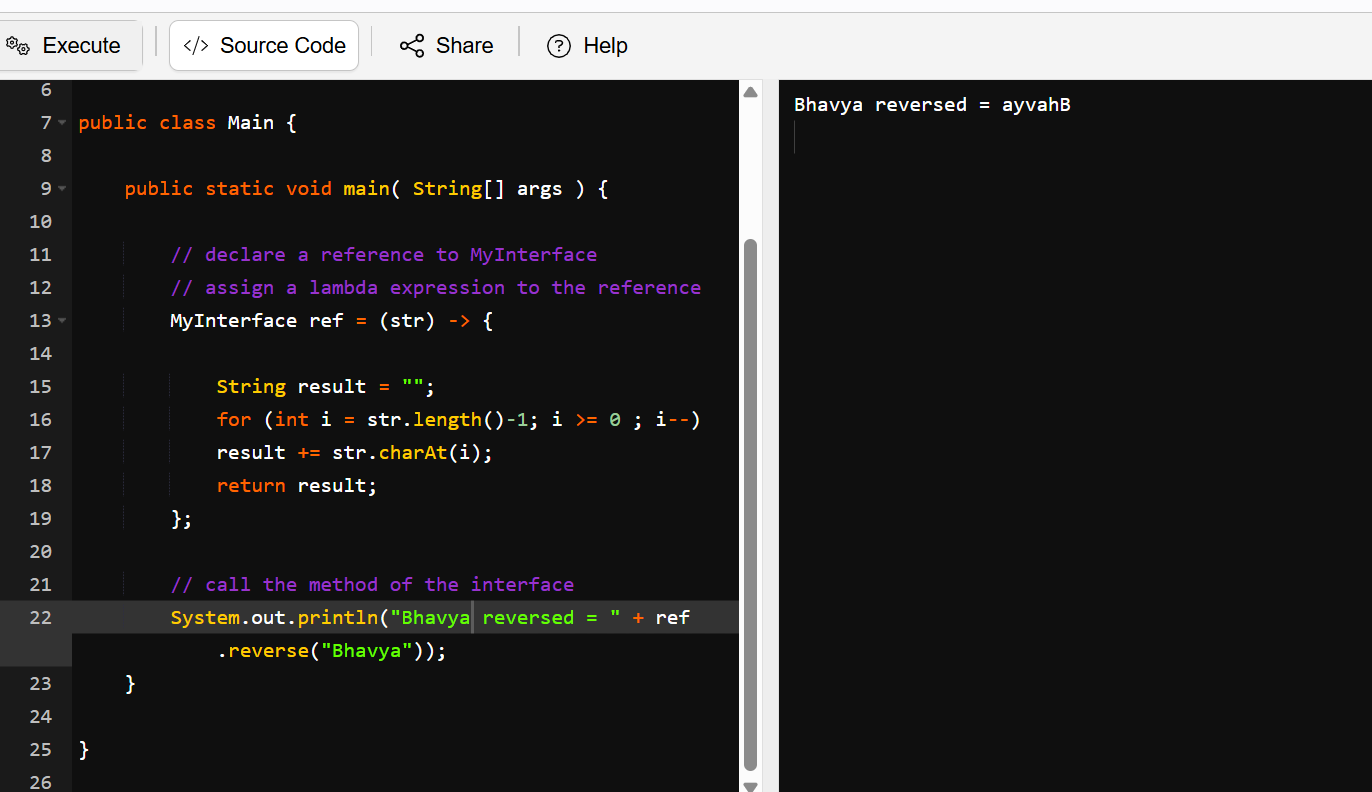 Execute
</> Source Code
Share
? Help
6
7 public class Main {
8
9 public static void main( String[] args ) {
10
11 // declare a reference to MyInterface
12 // assign a lambda expression to the reference
13 MyInterface ref = (str) -> {
14
15 String result = "";
16 for (int i = str.length()-1; i >= 0 ; i--)
17 result += str.charAt(i);
18 return result;
19 };
20
21 // call the method of the interface
22 System.out.println("Bhavya reversed = " + ref
.reverse("Bhavya"));
23 }
24
25 }
26
Bhavya reversed = ayvahB